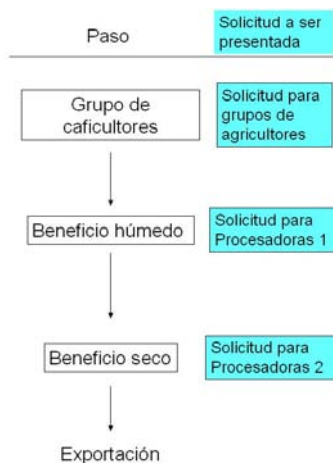 Paso
Solicitud a ser
presentada
Grupo de
caficultores
Solicitud para
grupos de
agricultores
Beneficio húmedo
Solicitud para
Procesadoras 1
Beneficio seco
Solicitud para
Procesadoras 2
Exportación